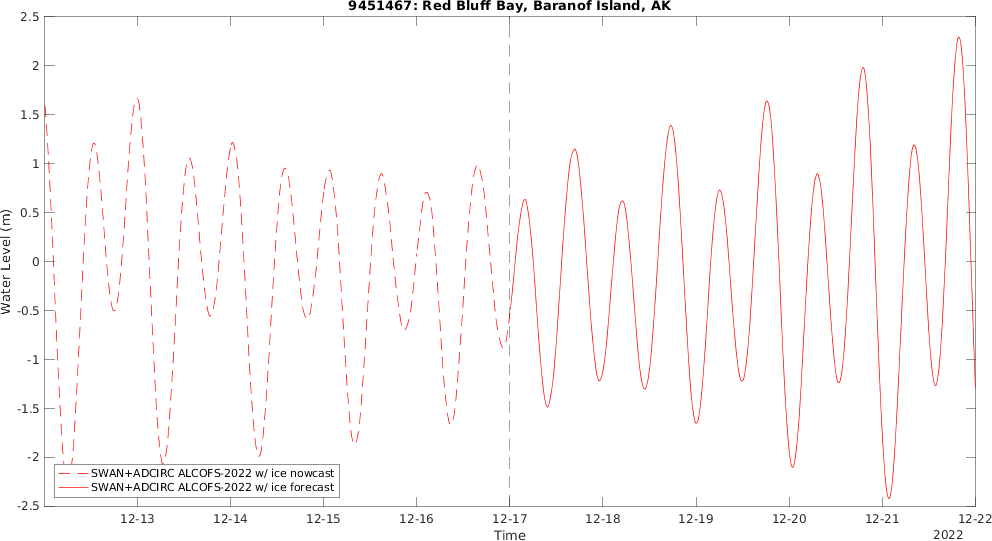 9451467: Red Bluff Bay, Baranof Island, AK
2.5
2
1.5
1
0.5
0
-0.5
-1
-1.5
-2
-2.5
Water Level (m)
SWAN+ADCIRC ALCOFS-2022 w/ ice nowcast
SWAN+ADCIRC ALCOFS-2022 w/ ice forecast
12-13 12-14 12-15 12-16 12-17 12-18 12-19 12-20 12-21 12-22
Time
2022